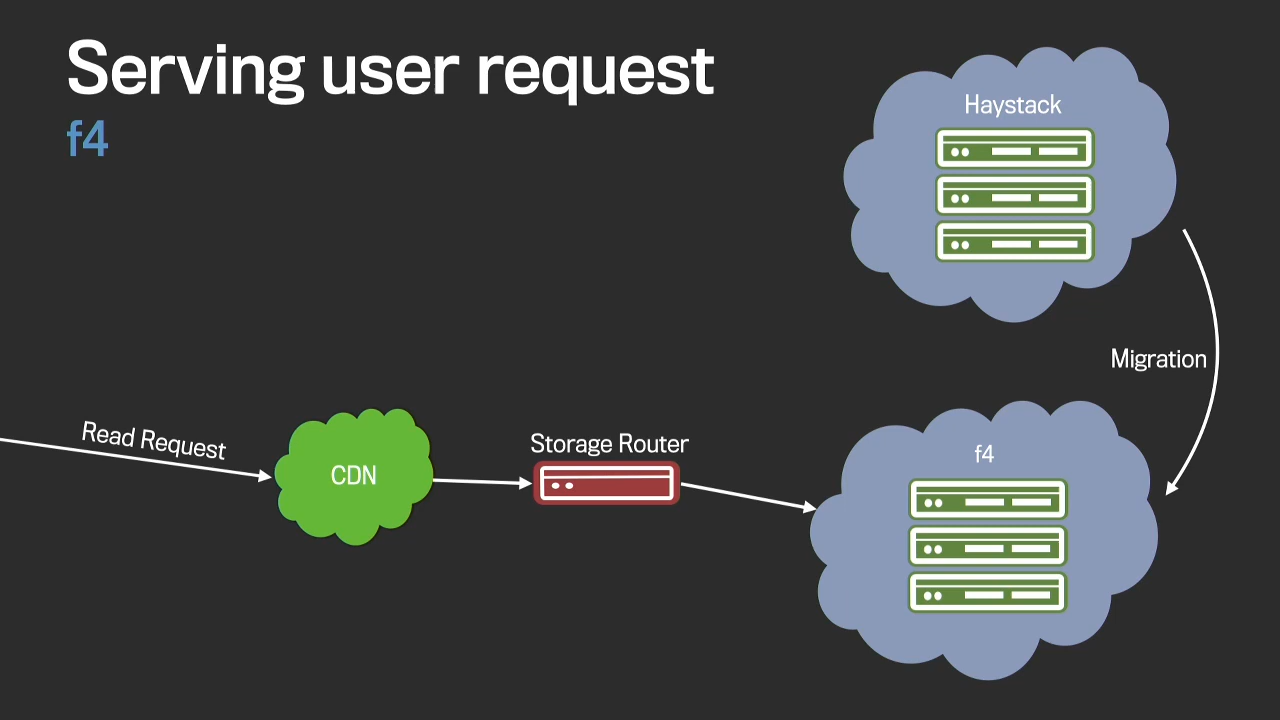 Serving user request
f4
Haystack
Migration
Read Request
CDN
Storage Router
f4